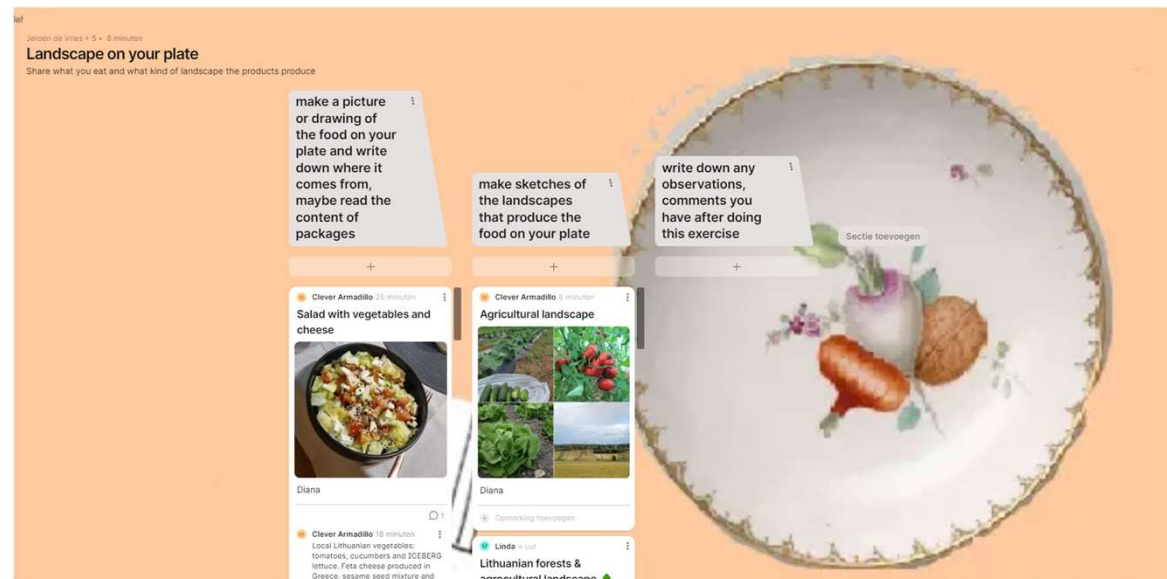 Jeroen de Vries + 5 • 8 minuten
Landscape on your plate
Share what you eat and what kind of landscape the products produce
make a picture
or drawing of
the food on your
plate and write
down where it
comes from,
maybe read the
content of
packages
make sketches of
the landscapes
that produce the
food on your plate
write down any
observations,
comments you
have after doing
this exercise
Sectie toevoegen
Clever Armadillo 25 minuten
Salad with vegetables and
cheese
Diana
1
Clever Armadillo 18 minuten
Local Lithuanian vegetables:
tomatoes, cucumbers and ICEBERG
lettuce. Feta cheese produced in
Greece, sesame seed mixture and
Clever Armadillo 8 minuten
Agricultural landscape
Diana
Opmerking toevoegen
Linda 4 uur
Lithuanian forests &
agrocultural landscape